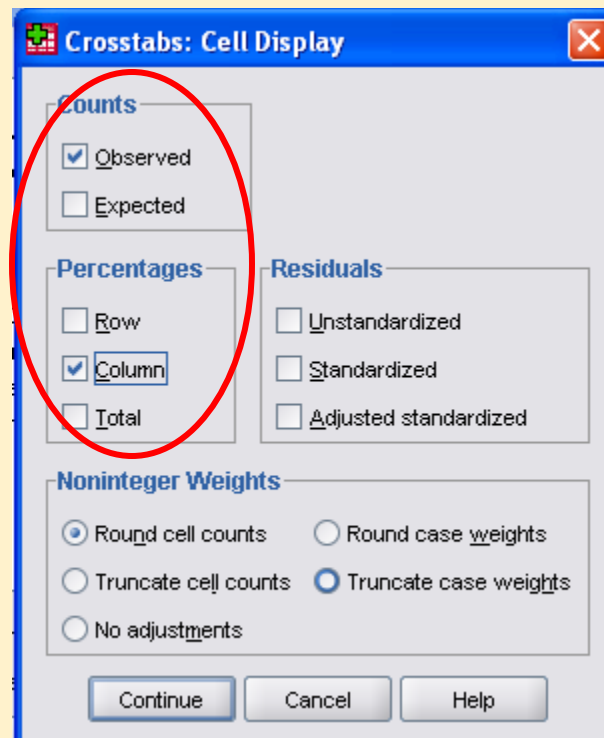 Crosstabs: Cell Display
Counts
Observed
Expected
Percentages
Row
Column
Total
Residuals
Unstandardized
Standardized
Adjusted standardized
Noninteger Weights
Round cell counts Round case weights
Truncate cell counts Truncate case weights
No adjustments
Continue Cancel Help